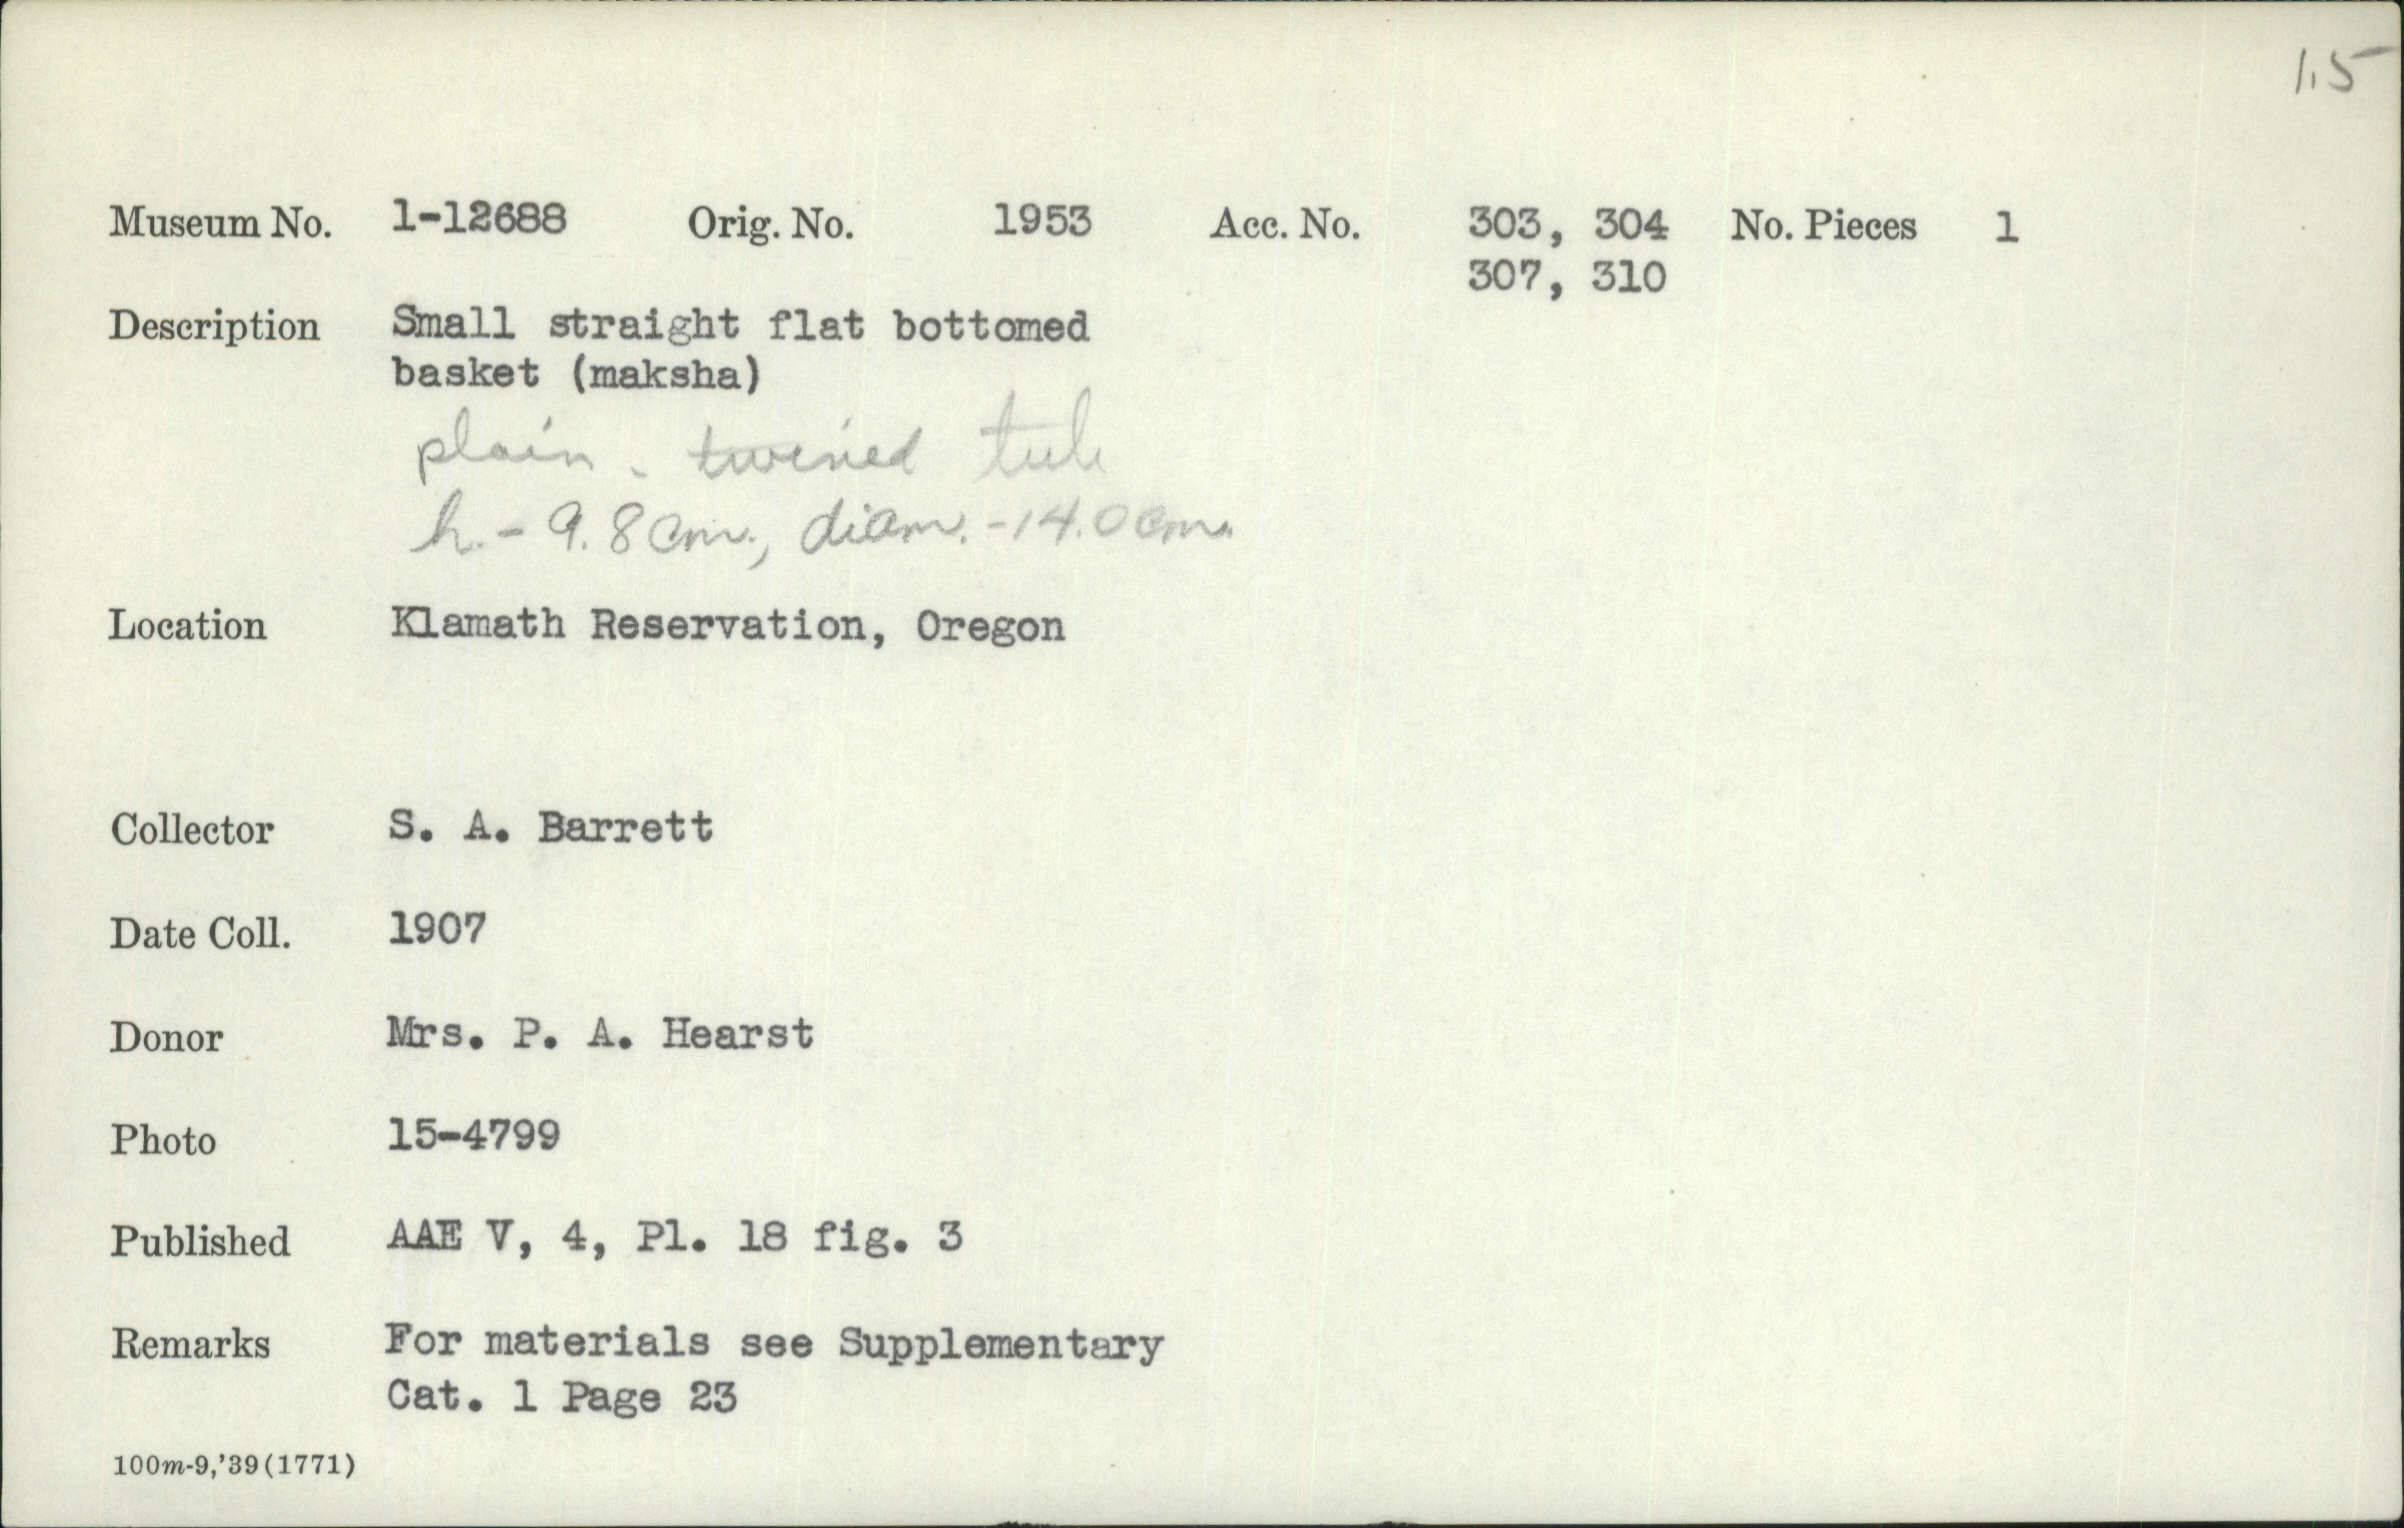 1.5
Museum No. 1-12688 Orig. No. 1953 Acc. No. 303, 304 No. Pieces 1
307, 310
Description Small straight flat bottomed
basket (maksha)
plain - twined tule
h. - 9.8 cm., diam. - 14.0 cm.
Location Klamath Reservation, Oregon
Collector S. A. Barrett
Date Coll. 1907
Donor Mrs. P. A. Hearst
Photo 15-4799
Published AAE V, 4, Pl. 18 fig. 3
Remarks For materials see Supplementary
Cat. 1 Page 23
100m-9,'39(1771)